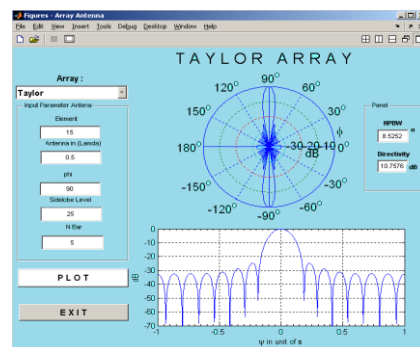 Figures - Array Antenna
File Edit View Insert Tools Debug Desktop Window Help
TAYLOR ARRAY
Array :
Taylor
Input Parameter Antena
Element
15
Antenna in (Lamda)
0.5
phi
90
Sidelobe Level
25
N Bar
5
PLOT
EXIT
90°
120° 60°
150° 30°
180° -30 -20 -10 0°
dB
ϕ
-150° -30°
-120° -60°
-90°
Panel
HPBW
8.5252 °
Directivity
10.7576 dB
0
-10
-20
-30
-40
-50
-60
-70
dB
-1 -0.5 0 0.5 1
ψ in unit of π